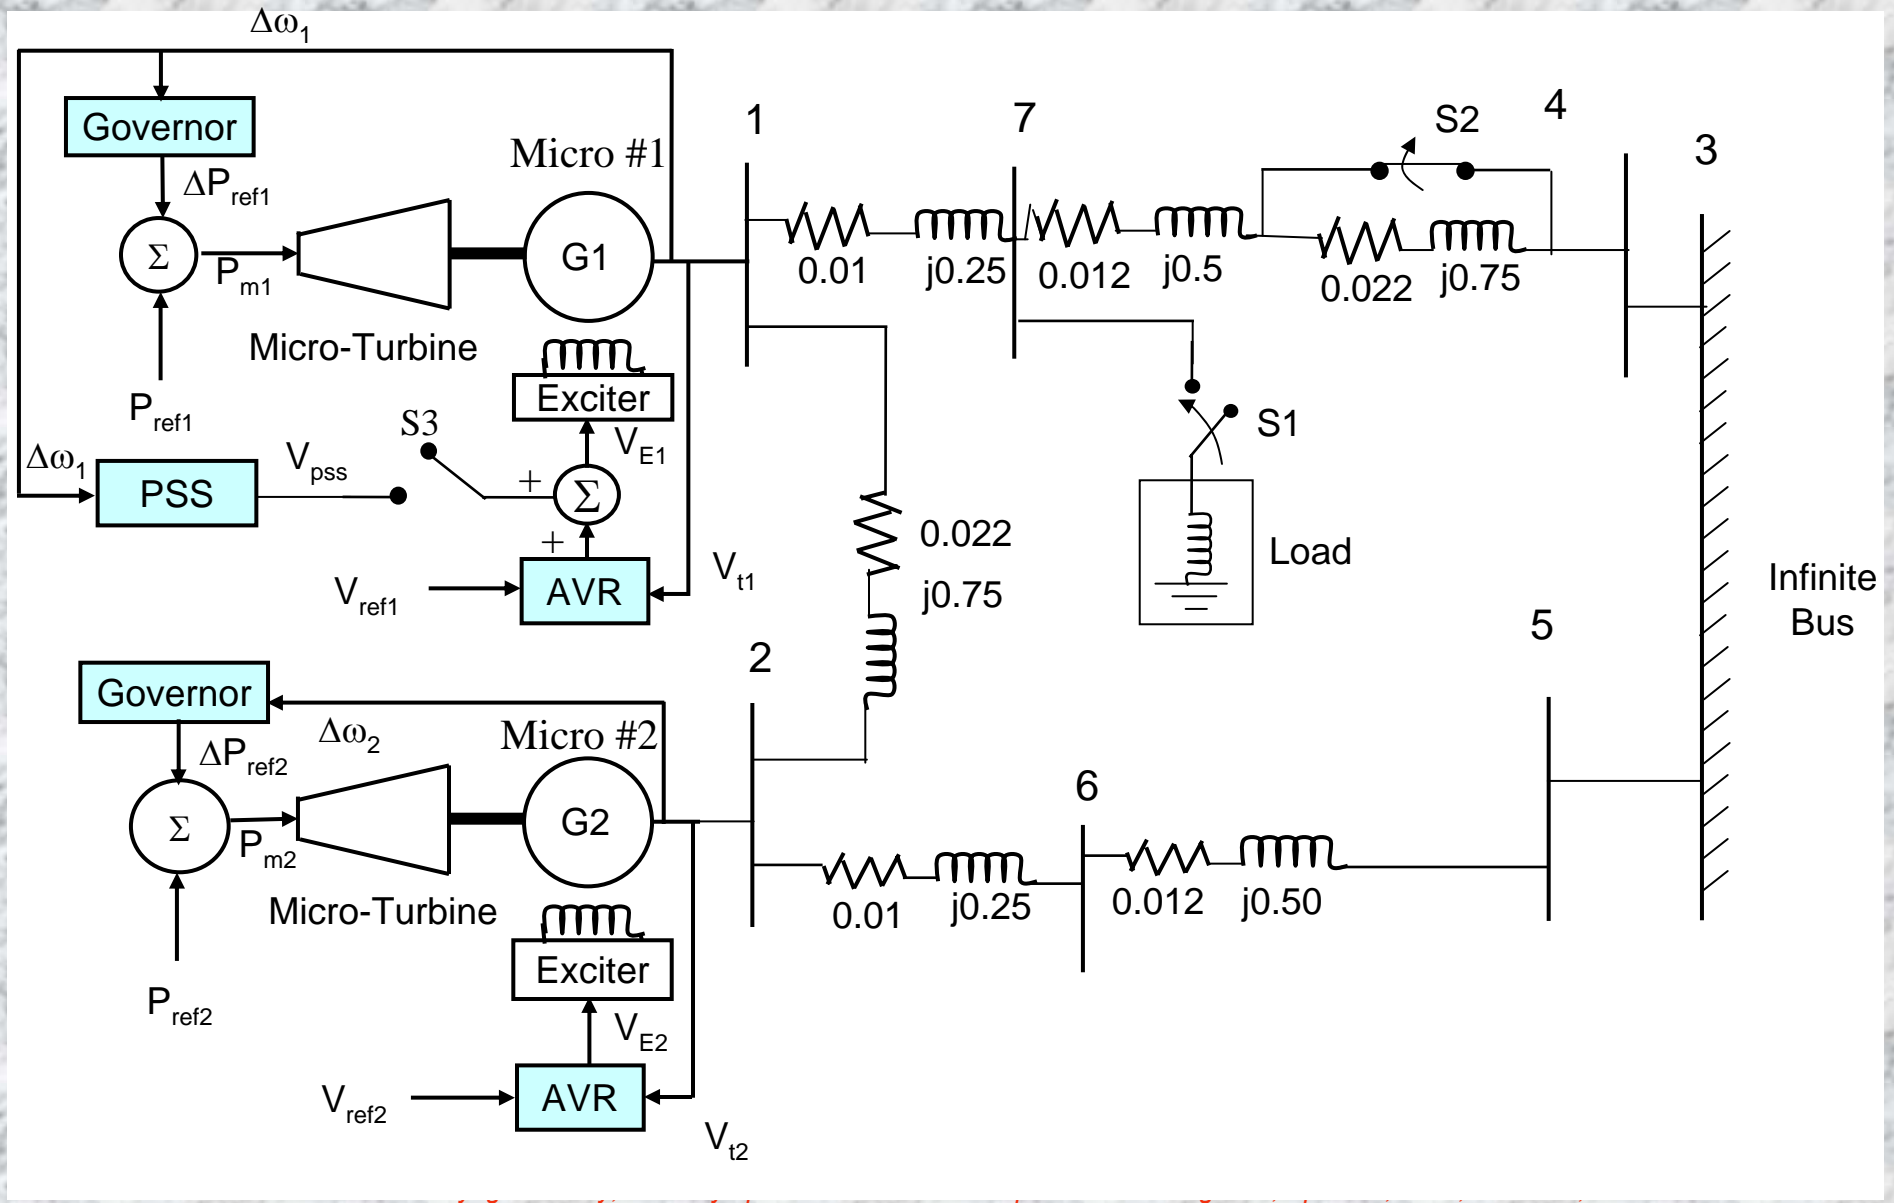 Δω1
Governor
ΔPref1
Σ
Pm1
Pref1
Micro-Turbine
Micro #1
G1
Exciter
VE1
Δω1
PSS
Vpss
S3
+
Σ
+
Vref1
AVR
Vt1
1
7
4
3
S2
0.01
j0.25
0.012
j0.5
0.022
j0.75
S1
Load
0.022
j0.75
Infinite
Bus
2
5
6
Governor
Δω2
ΔPref2
Σ
Pm2
Pref2
Micro-Turbine
Micro #2
G2
Exciter
VE2
Vref2
AVR
Vt2
0.01
j0.25
0.012
j0.50